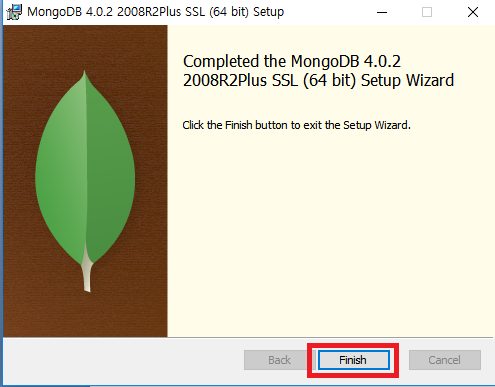 MongoDB 4.0.2 2008R2Plus SSL (64 bit) Setup
Completed the MongoDB 4.0.2
2008R2Plus SSL (64 bit) Setup Wizard
Click the Finish button to exit the Setup Wizard.
Back Finish Cancel